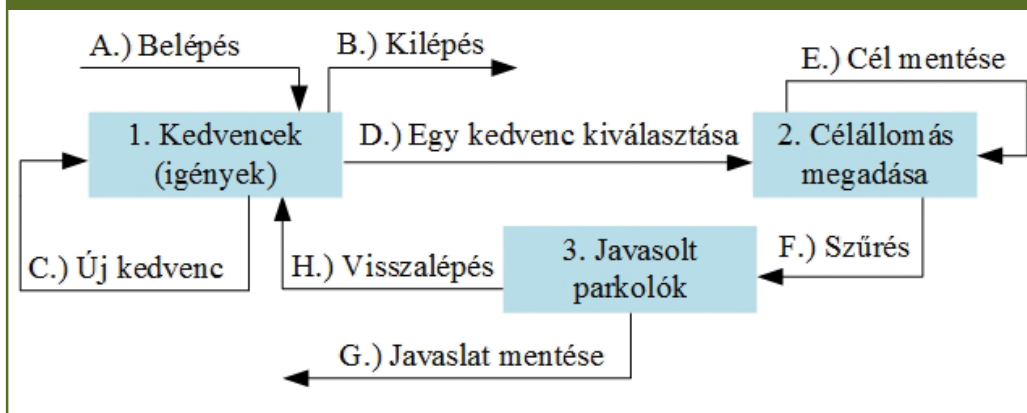 A.) Belépés
B.) Kilépés
E.) Cél mentése
1. Kedvencek
(igények)
D.) Egy kedvenc kiválasztása
2. Célállomás
megadása
C.) Új kedvenc
H.) Visszalépés
3. Javasolt
parkolók
F.) Szűrés
G.) Javaslat mentése